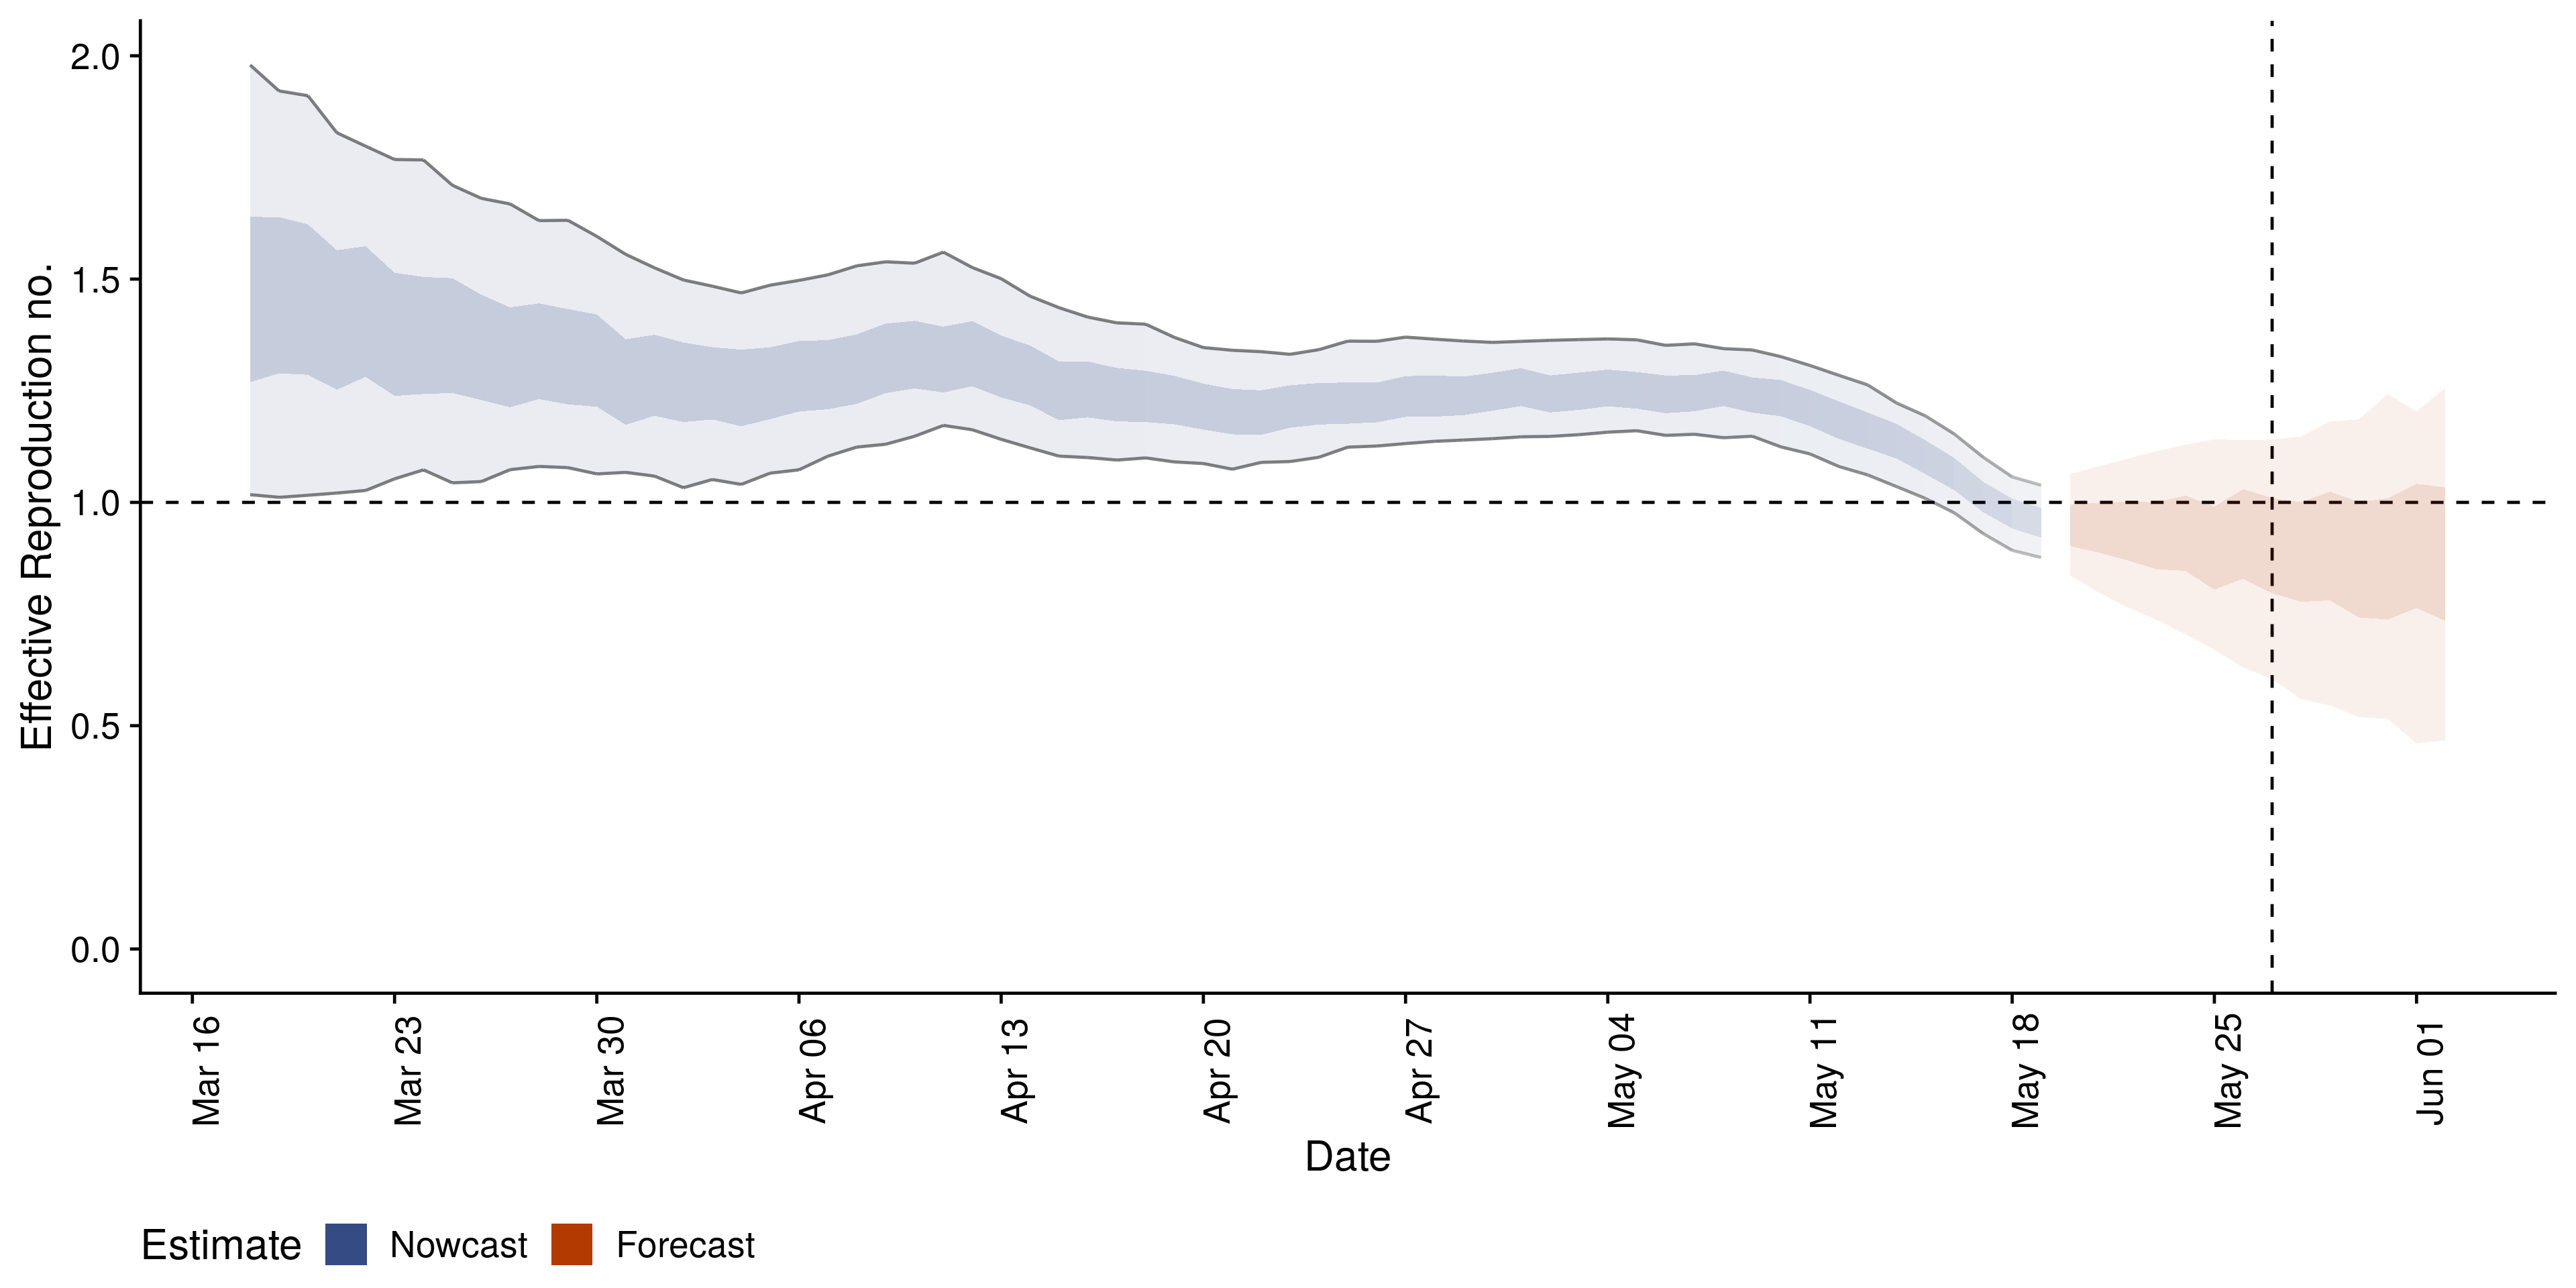 Effective Reproduction no.
2.0
1.5
1.0
0.5
0.0
Mar 16
Mar 23
Mar 30
Apr 06
Apr 13
Apr 20
Apr 27
May 04
May 11
May 18
May 25
Jun 01
Date
Estimate Nowcast Forecast